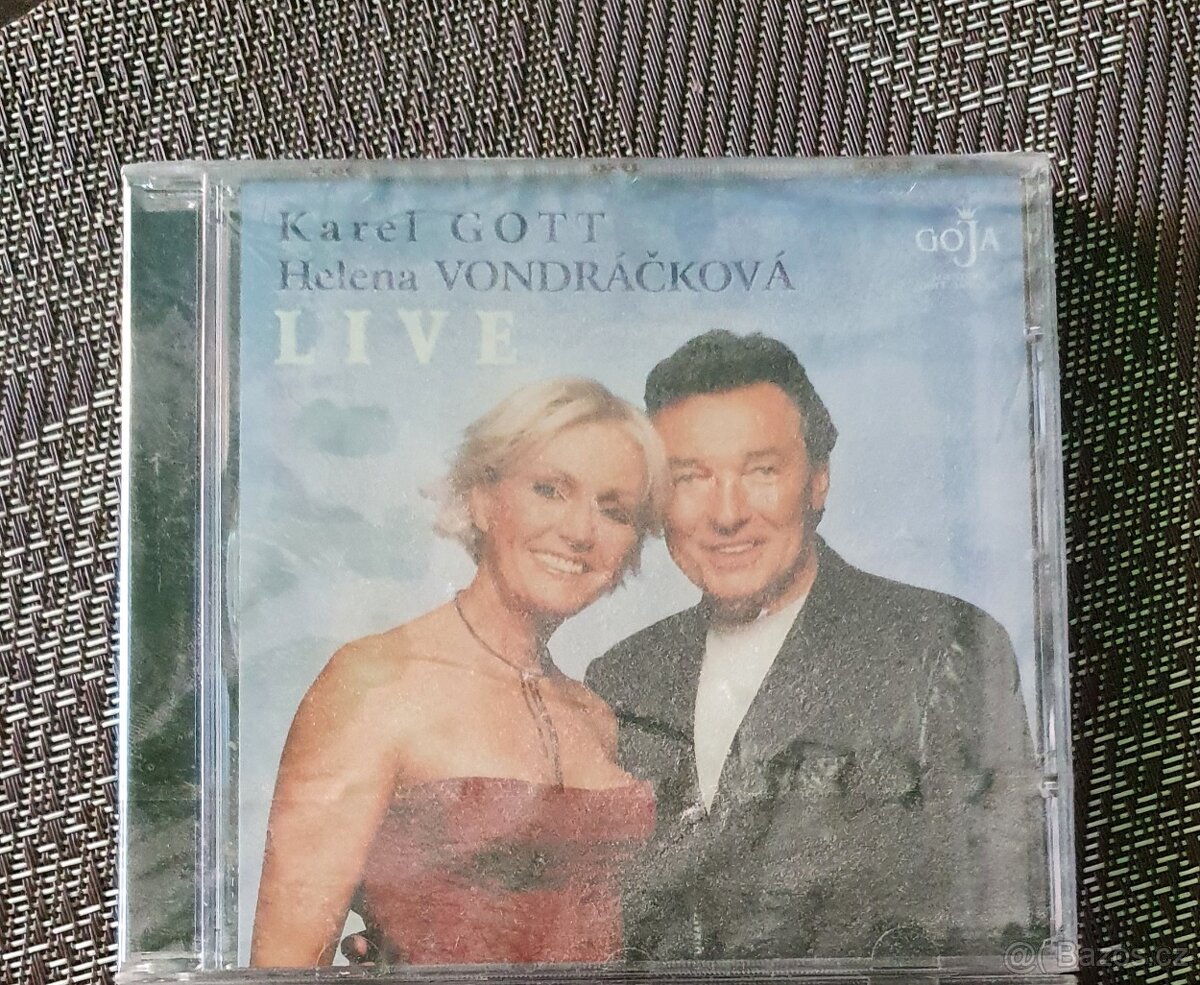 Karel GOTT
Helena VONDRÁČKOVÁ
LIVE
GOJA
@( Bazos.cz